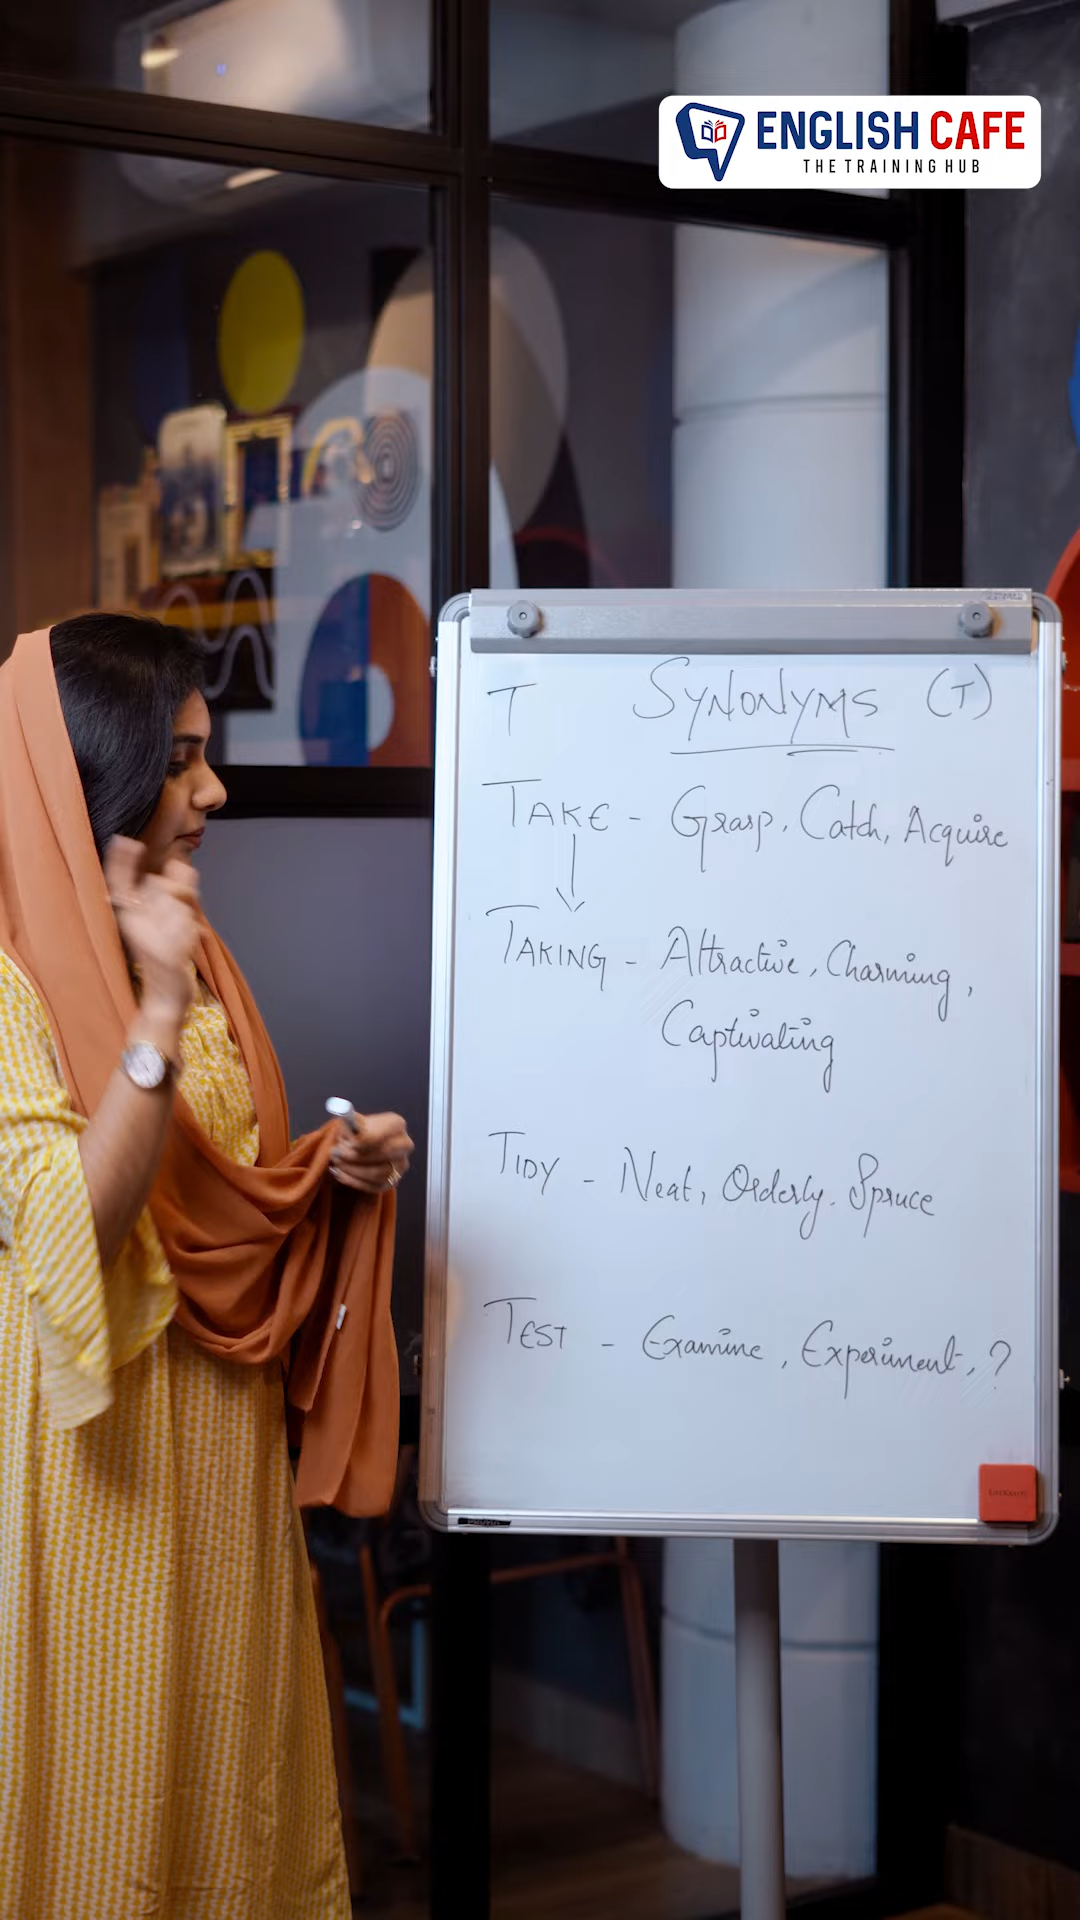 ENGLISH CAFE
THE TRAINING HUB
T SYNONYMS (T)
TAKE - Grasp, Catch, Acquire
TAKING - Attractive, Charming,
Captivating
TIDY - Neat, Orderly. Spruce
TEST - Examine, Experiment, ?